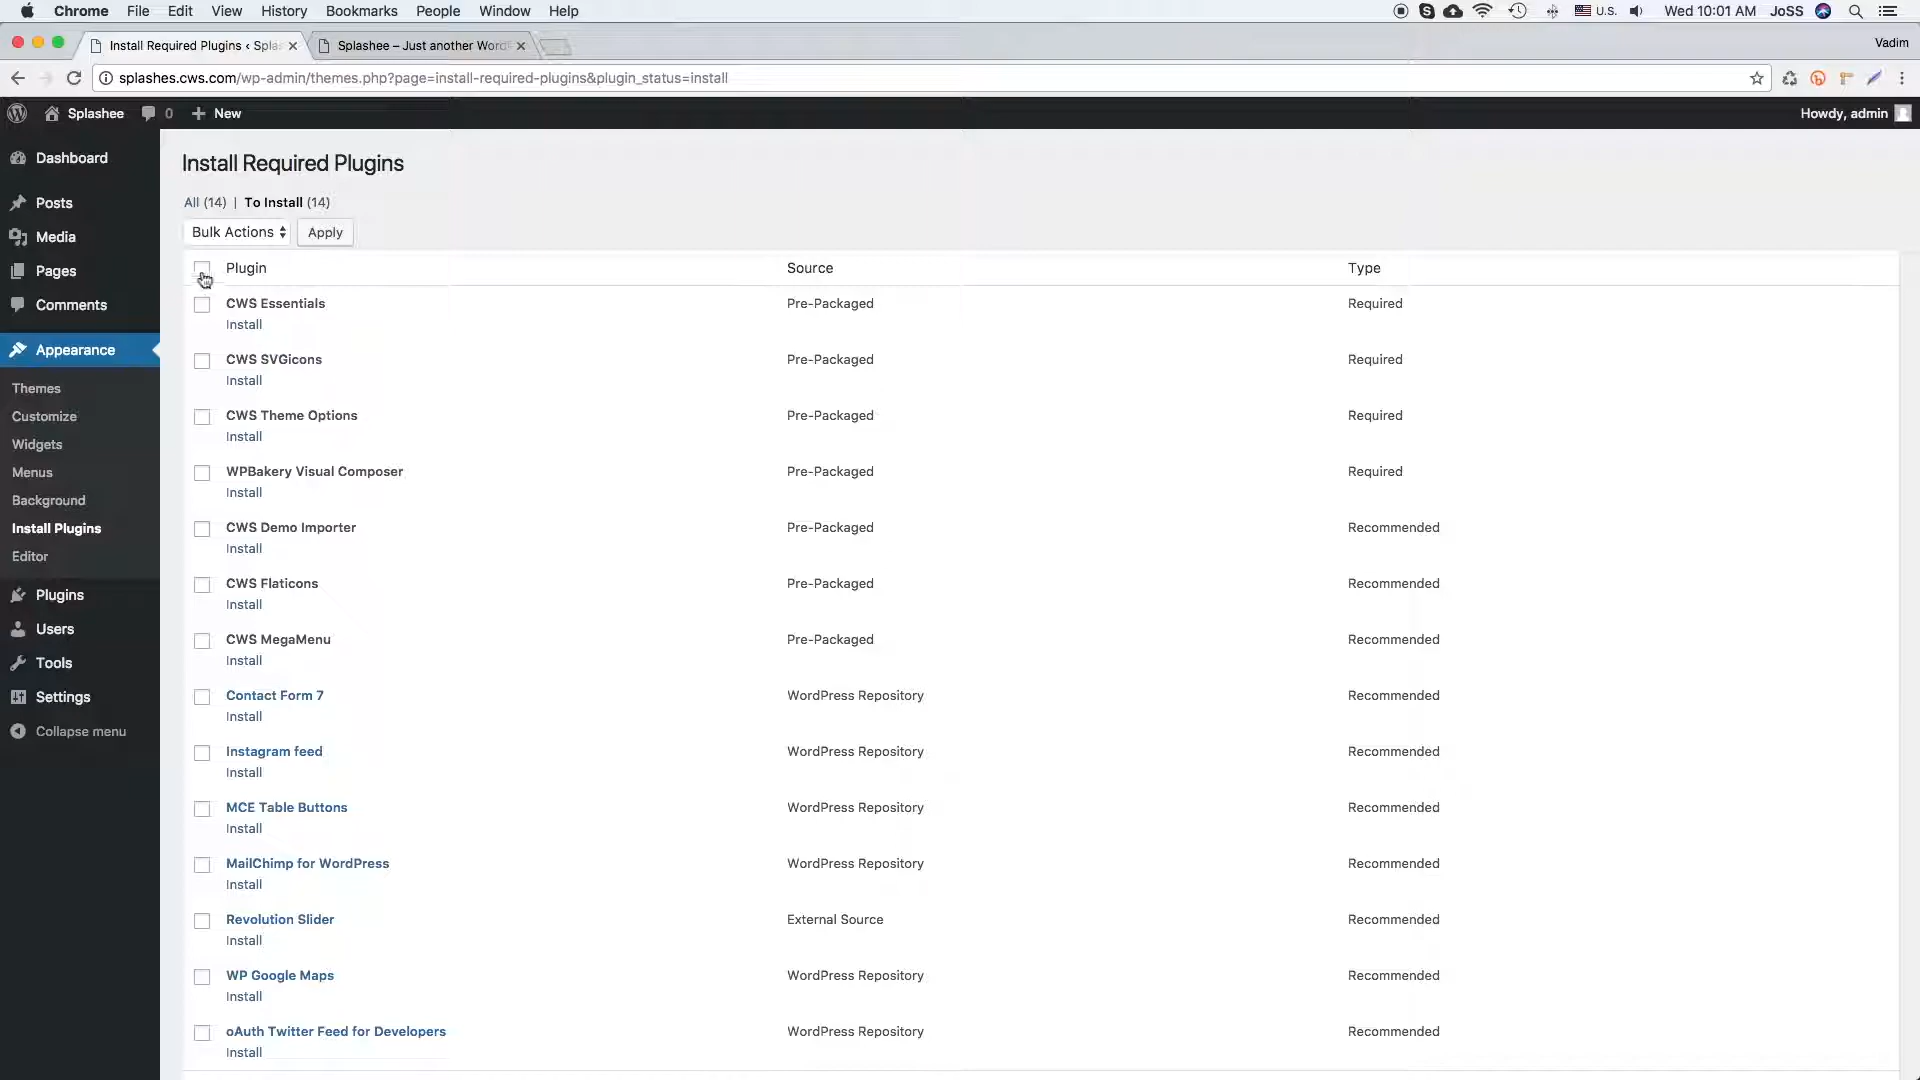 Chrome File Edit View History Bookmarks People Window Help U.S. Wed 10:01 AM JoSS
Install Required Plugins ‹ Spla Splashee – Just another Word Vadim
splashes.cws.com/wp-admin/themes.php?page=install-required-plugins&plugin_status=install
Splashee 0 New Howdy, admin
Dashboard
Posts
Media
Pages
Comments
Appearance
Themes
Customize
Widgets
Menus
Background
Install Plugins
Editor
Plugins
Users
Tools
Settings
Collapse menu
Install Required Plugins
All (14) | To Install (14)
Bulk Actions Apply
Plugin Source Type
CWS Essentials Pre-Packaged Required
Install
CWS SVGicons Pre-Packaged Required
Install
CWS Theme Options Pre-Packaged Required
Install
WPBakery Visual Composer Pre-Packaged Required
Install
CWS Demo Importer Pre-Packaged Recommended
Install
CWS Flaticons Pre-Packaged Recommended
Install
CWS MegaMenu Pre-Packaged Recommended
Install
Contact Form 7 WordPress Repository Recommended
Install
Instagram feed WordPress Repository Recommended
Install
MCE Table Buttons WordPress Repository Recommended
Install
MailChimp for WordPress WordPress Repository Recommended
Install
Revolution Slider External Source Recommended
Install
WP Google Maps WordPress Repository Recommended
Install
oAuth Twitter Feed for Developers WordPress Repository Recommended
Install